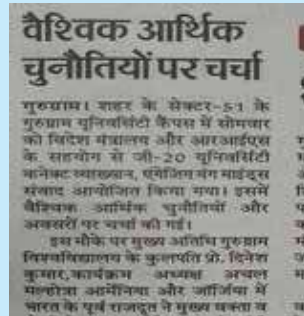 वैश्विक आर्थिक
चुनौतियों पर चर्चा
गुरुग्राम। शहर के सेक्टर-51 के
गुरुग्राम यूनिवर्सिटी कैंपस में सोमवार
को विदेश मंत्रालय और आरआईएस
के सहयोग से जी-20 यूनिवर्सिटी
कनेक्ट व्याख्यान, एंगेजिंग यंग माइंड्स
संवाद आयोजित किया गया। इसमें
वैश्विक आर्थिक चुनौतियों और
अवसरों पर चर्चा की गई।
इस मौके पर मुख्य अतिथि गुरुग्राम
विश्वविद्यालय के कुलपति प्रो. दिनेश
कुमार,कार्यक्रम अध्यक्ष अचल
मल्होत्रा आर्मेनिया और जॉर्जिया में
भारत के पूर्व राजदूत ने मुख्य वक्ता व